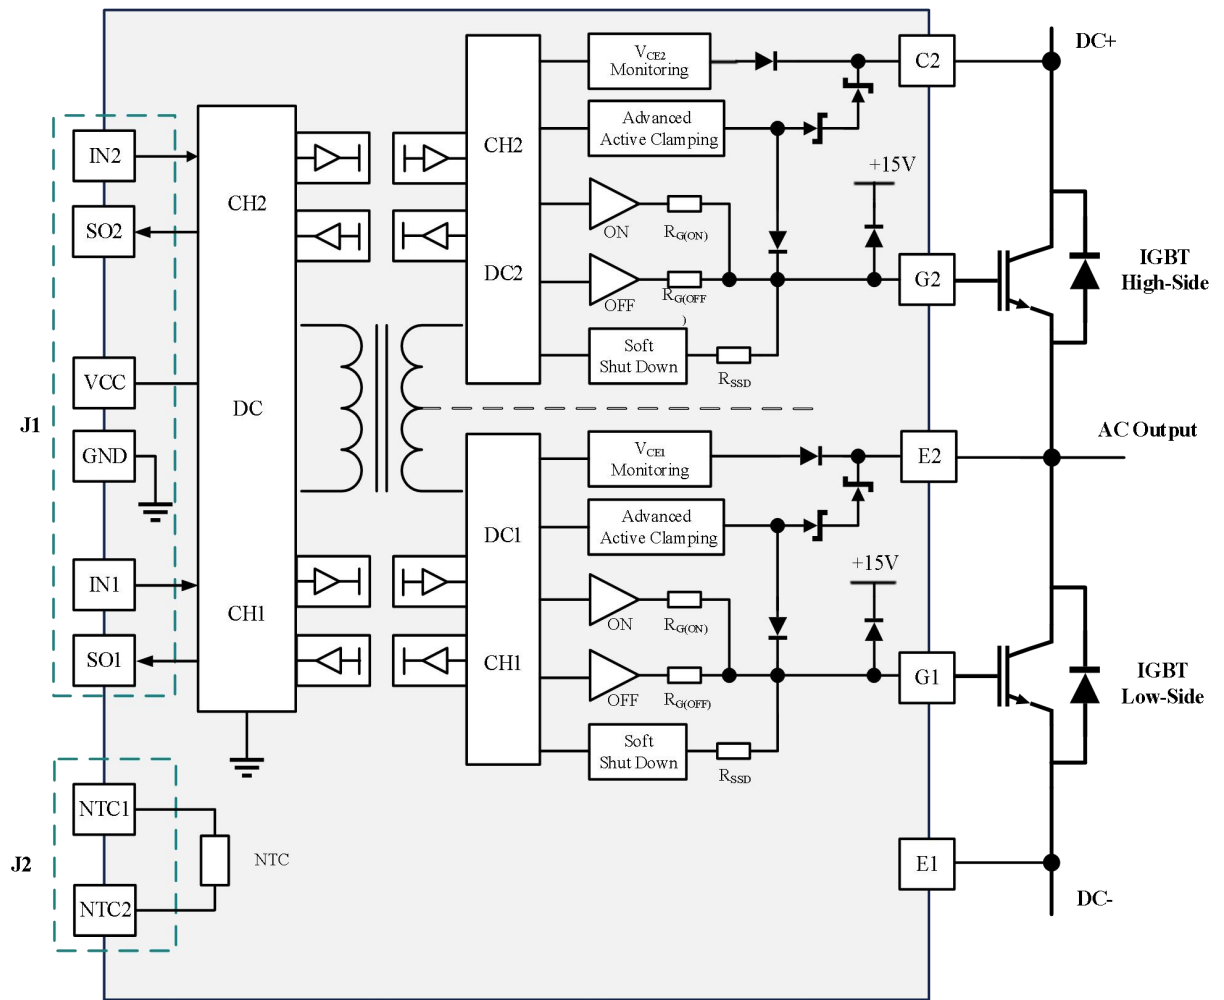 DC+
C2
V_CE2
Monitoring
Advanced
Active Clamping
+15V
IN2
CH2
CH2
SO2
ON
R_G(ON)
DC2
G2
IGBT
High-Side
OFF
R_G(OFF
)
Soft
Shut Down
R_SSD
VCC
DC
J1
AC Output
GND
E2
V_CE1
Monitoring
Advanced
Active Clamping
DC1
+15V
IN1
CH1
ON
R_G(ON)
SO1
CH1
G1
IGBT
Low-Side
OFF
R_G(OFF)
Soft
Shut Down
R_SSD
NTC1
J2
NTC
E1
NTC2
DC-